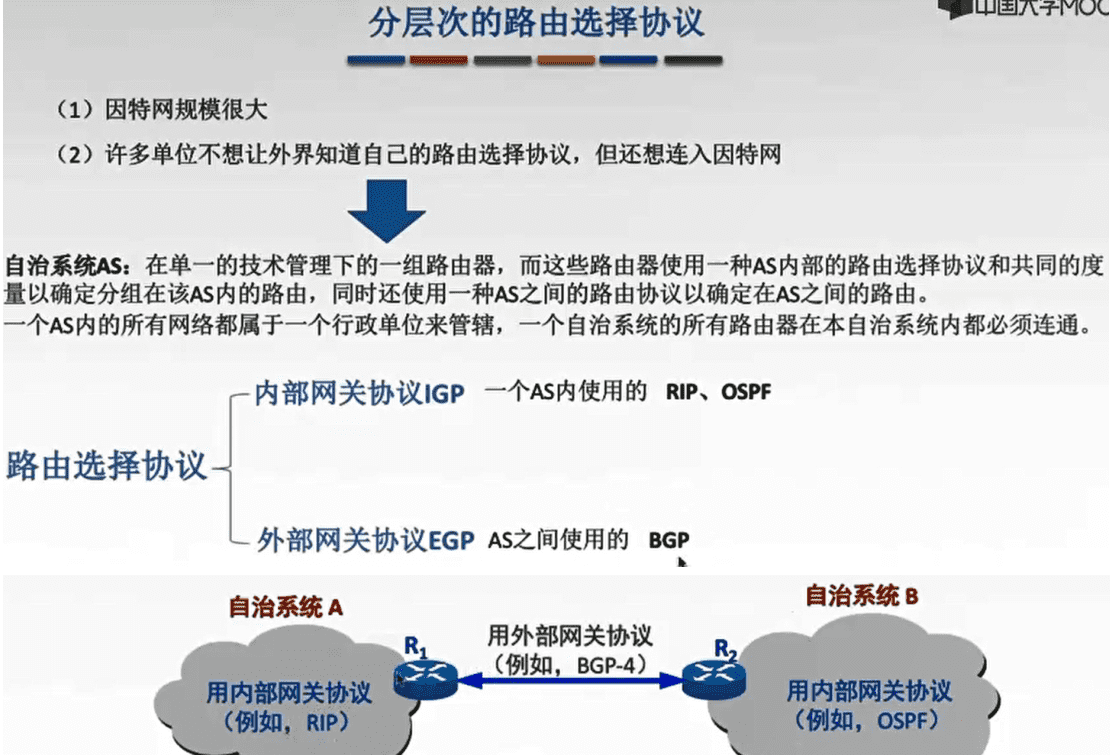 中国大学MOO
分层次的路由选择协议
（1）因特网规模很大
（2）许多单位不想让外界知道自己的路由选择协议，但还想连入因特网
自治系统AS：在单一的技术管理下的一组路由器，而这些路由器使用一种AS内部的路由选择协议和共同的度
量以确定分组在该AS内的路由，同时还使用一种AS之间的路由协议以确定在AS之间的路由。
一个AS内的所有网络都属于一个行政单位来管辖，一个自治系统的所有路由器在本自治系统内都必须连通。
内部网关协议IGP 一个AS内使用的 RIP、OSPF
路由选择协议
外部网关协议EGP AS之间使用的 BGP
自治系统 A
自治系统 B
R1
用外部网关协议
（例如，BGP-4）
R2
用内部网关协议
（例如，RIP）
用内部网关协议
（例如，OSPF）